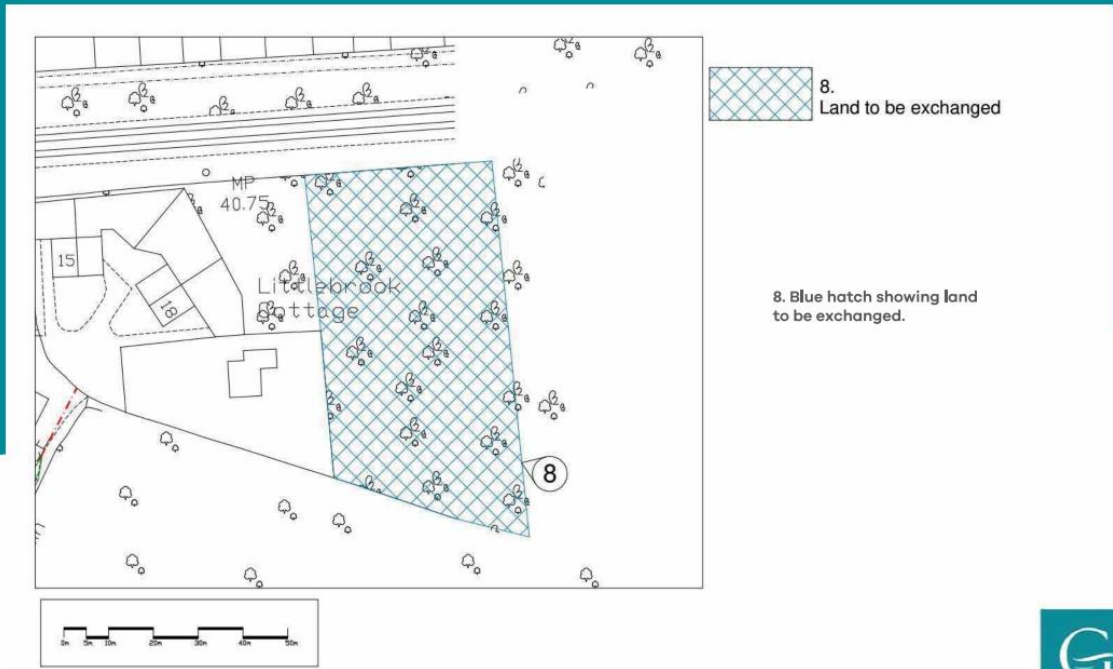 8.
Land to be exchanged
MP
40.75
15
18
Littlebrook
Cottage
8. Blue hatch showing land
to be exchanged.
8
0m 5m 10m 20m 30m 40m 50m